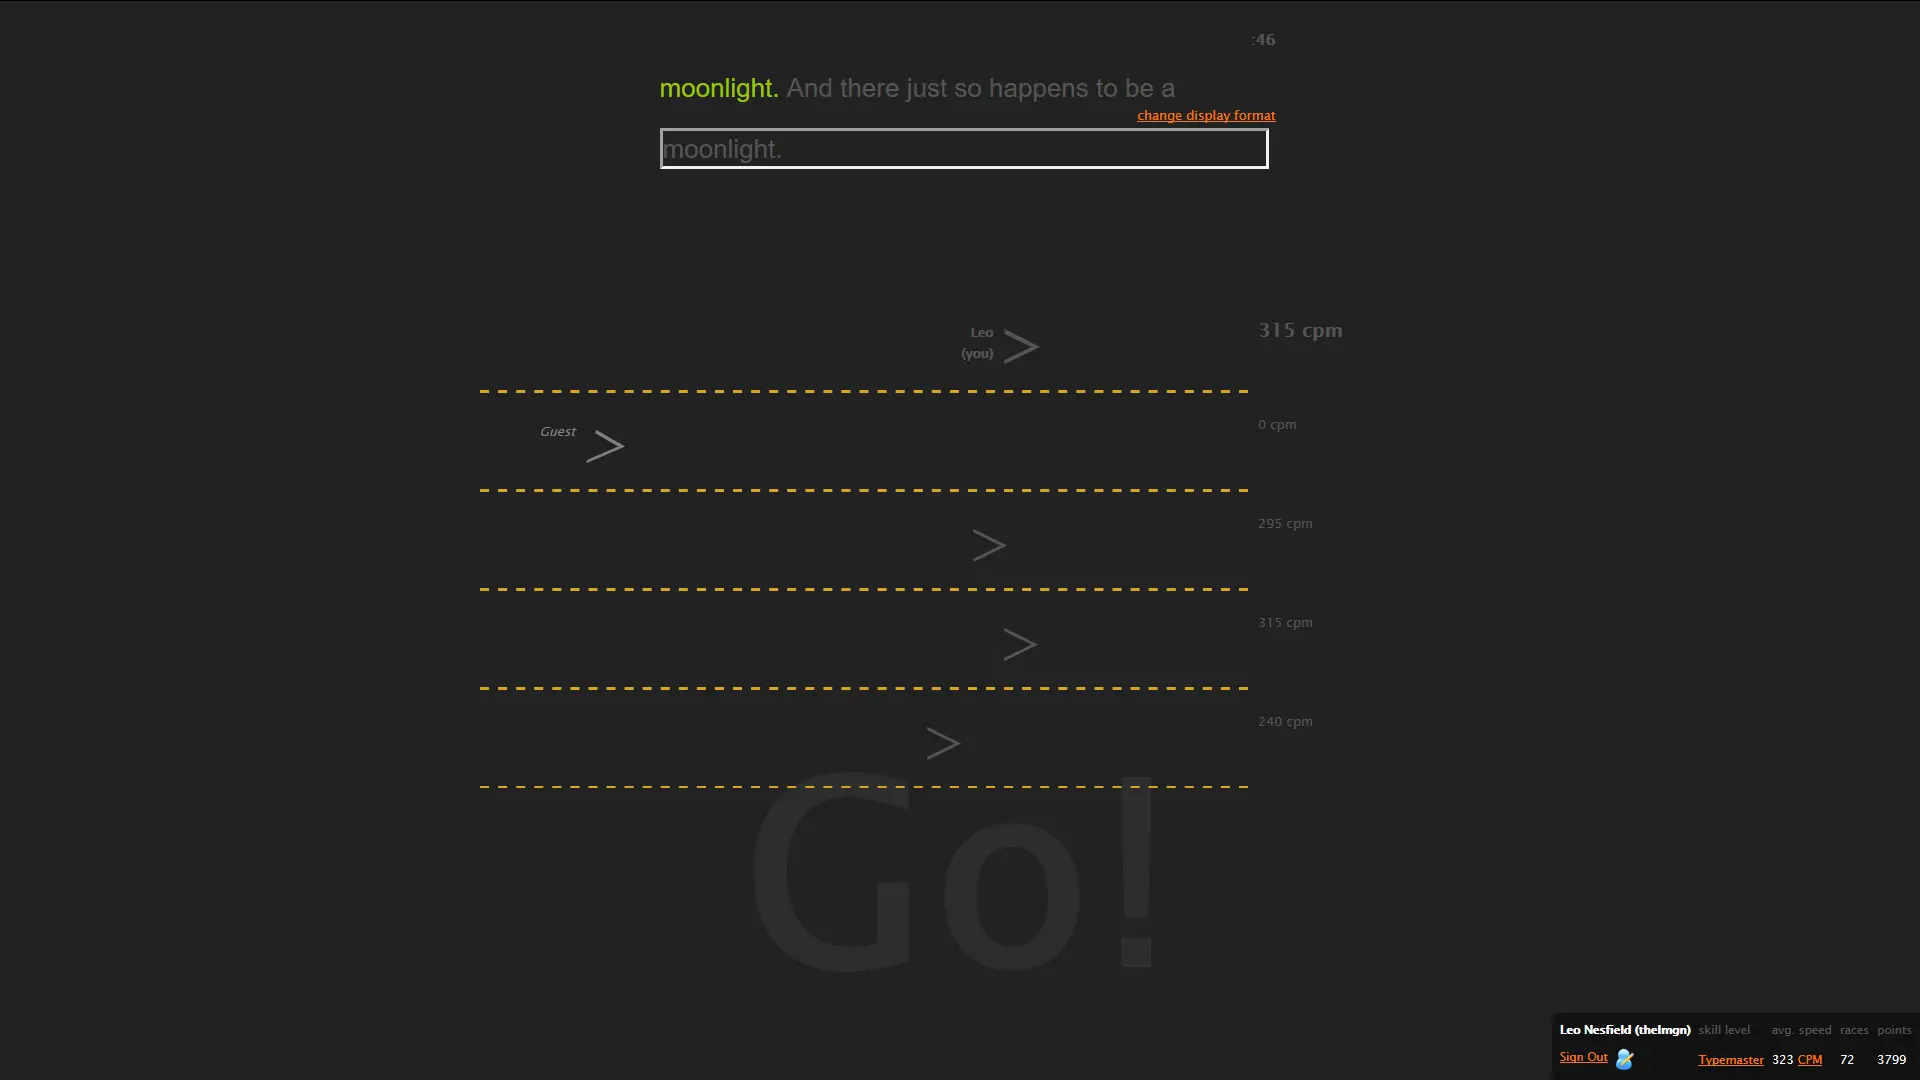 :46
moonlight. And there just so happens to be a
change display format
moonlight.
Leo
(you)
315 cpm
Guest
0 cpm
295 cpm
315 cpm
240 cpm
Go!
Leo Nesfield (thelmgn) skill level avg. speed races points
Sign Out Typemaster 323 CPM 72 3799